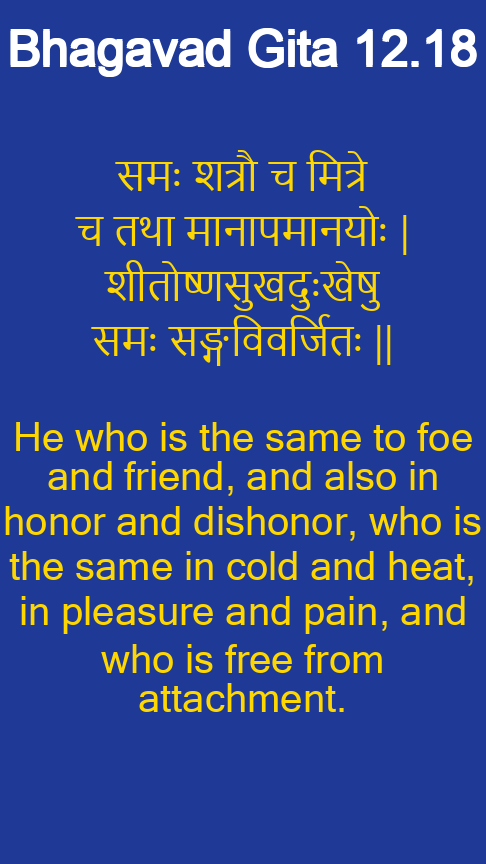 Bhagavad Gita 12.18
समः शत्रौ च मित्रे
च तथा मानापमानयोः |
शीतोष्णसुखदुःखेषु
समः सङ्गविवर्जितः ||
He who is the same to foe
and friend, and also in
honor and dishonor, who is
the same in cold and heat,
in pleasure and pain, and
who is free from
attachment.